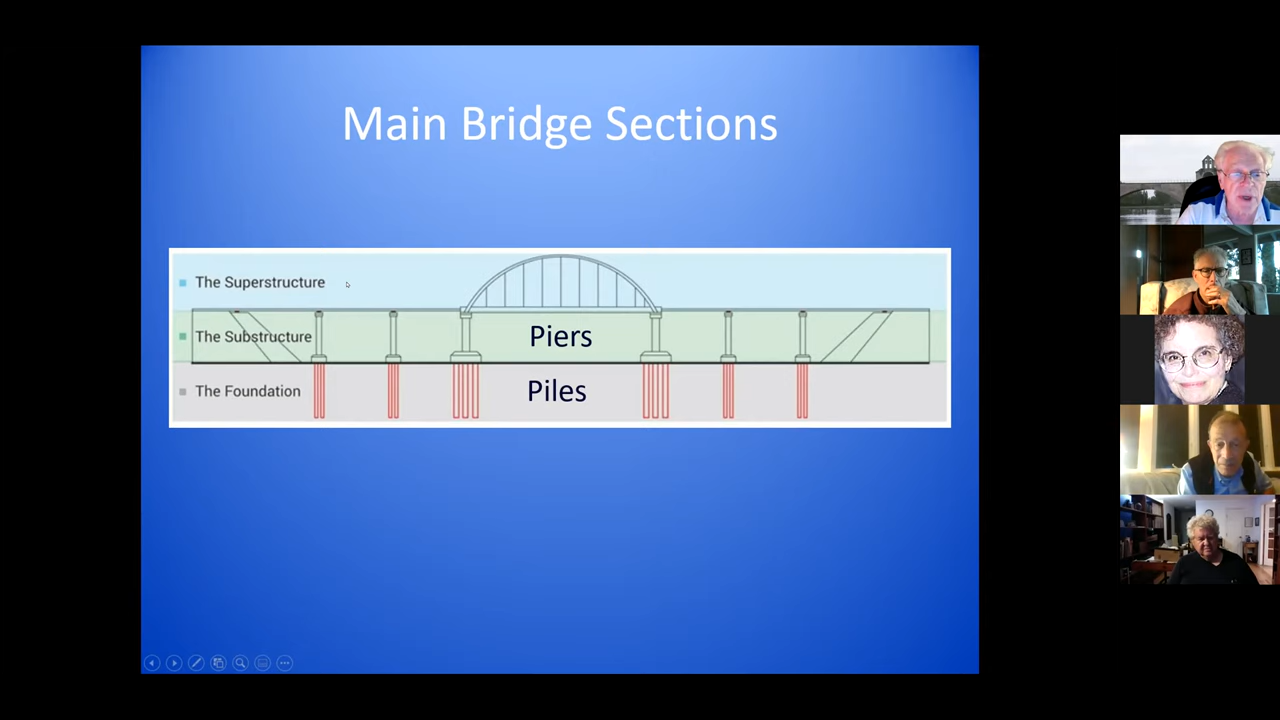 Main Bridge Sections
The Superstructure
The Substructure
Piers
The Foundation
Piles